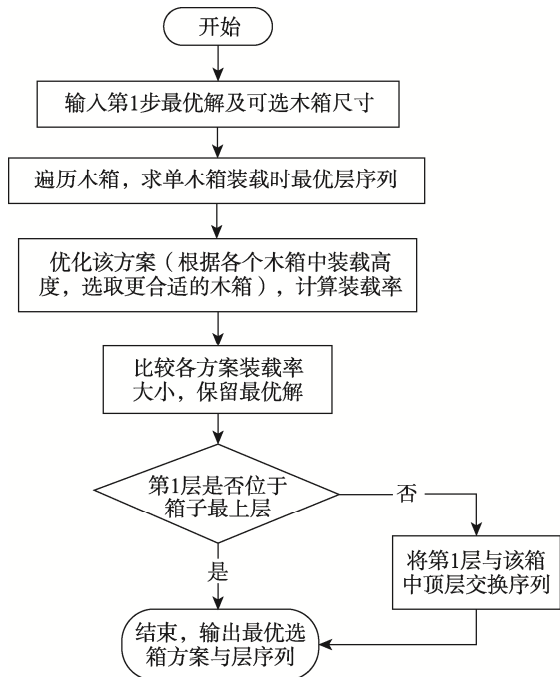 开始
输入第1步最优解及可选木箱尺寸
遍历木箱，求单木箱装载时最优层序列
优化该方案（根据各个木箱中装载高
度，选取更合适的木箱），计算装载率
比较各方案装载率
大小，保留最优解
第1层是否位于
箱子最上层
否
将第1层与该箱
中顶层交换序列
是
结束，输出最优选
箱方案与层序列